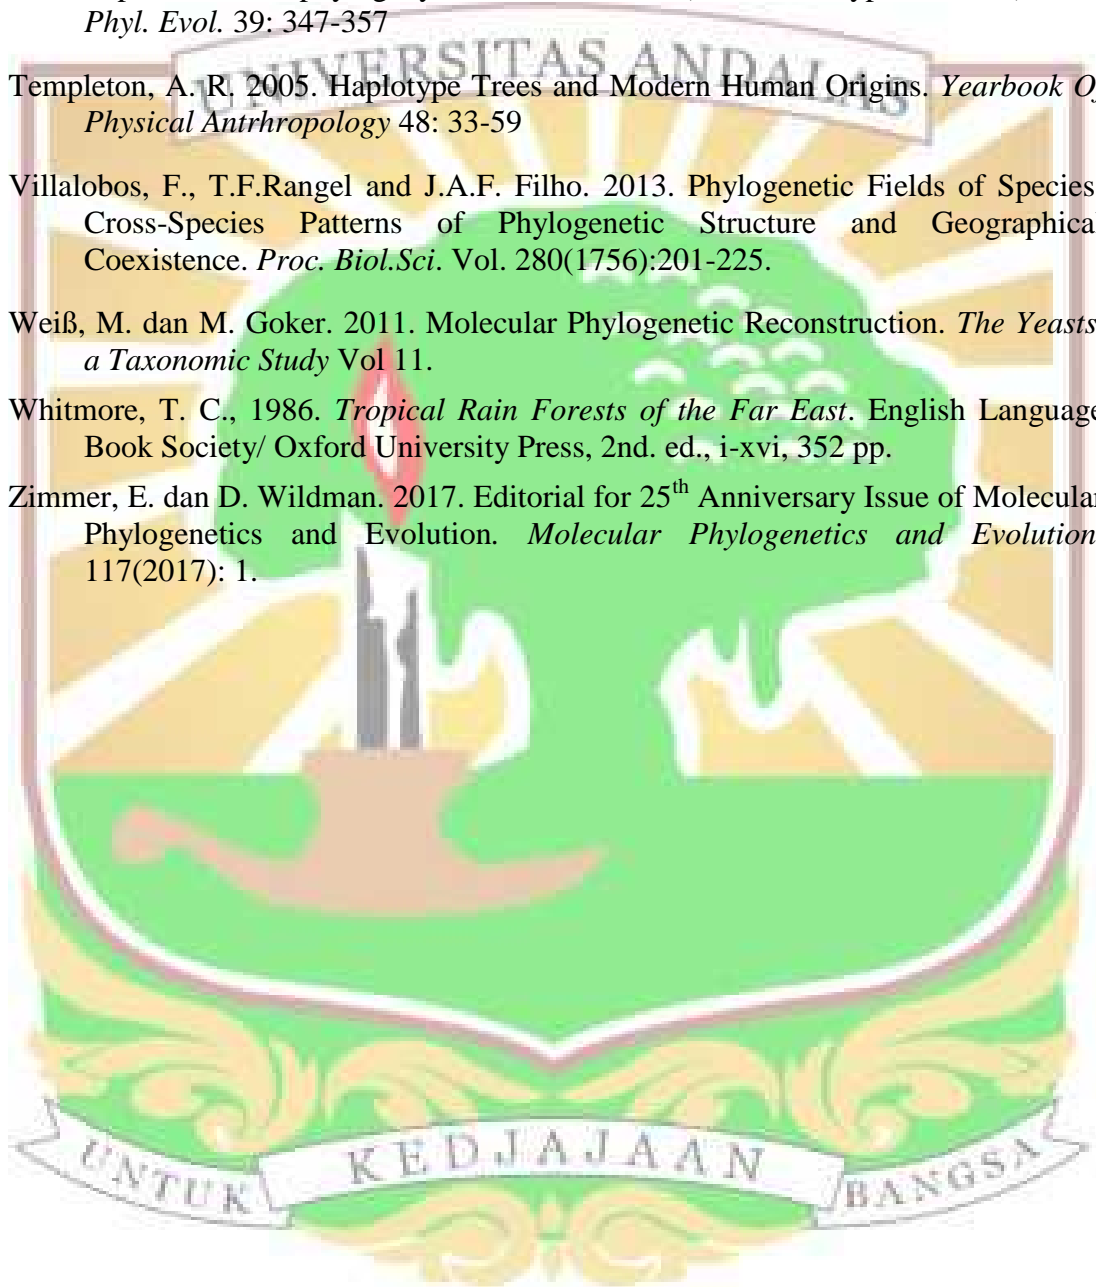 Phyl. Evol. 39: 347-357
UNIVERSITAS ANDALAS
Templeton, A. R. 2005. Haplotype Trees and Modern Human Origins. Yearbook Of
Physical Antrhropology 48: 33-59
Villalobos, F., T.F.Rangel and J.A.F. Filho. 2013. Phylogenetic Fields of Species
Cross-Species Patterns of Phylogenetic Structure and Geographical
Coexistence. Proc. Biol.Sci. Vol. 280(1756):201-225.
Weiß, M. dan M. Goker. 2011. Molecular Phylogenetic Reconstruction. The Yeasts,
a Taxonomic Study Vol 11.
Whitmore, T. C., 1986. Tropical Rain Forests of the Far East. English Language
Book Society/ Oxford University Press, 2nd. ed., i-xvi, 352 pp.
Zimmer, E. dan D. Wildman. 2017. Editorial for 25th Anniversary Issue of Molecular
Phylogenetics and Evolution. Molecular Phylogenetics and Evolution
117(2017): 1.
UNTUK KEDJAJAAN BANGSA